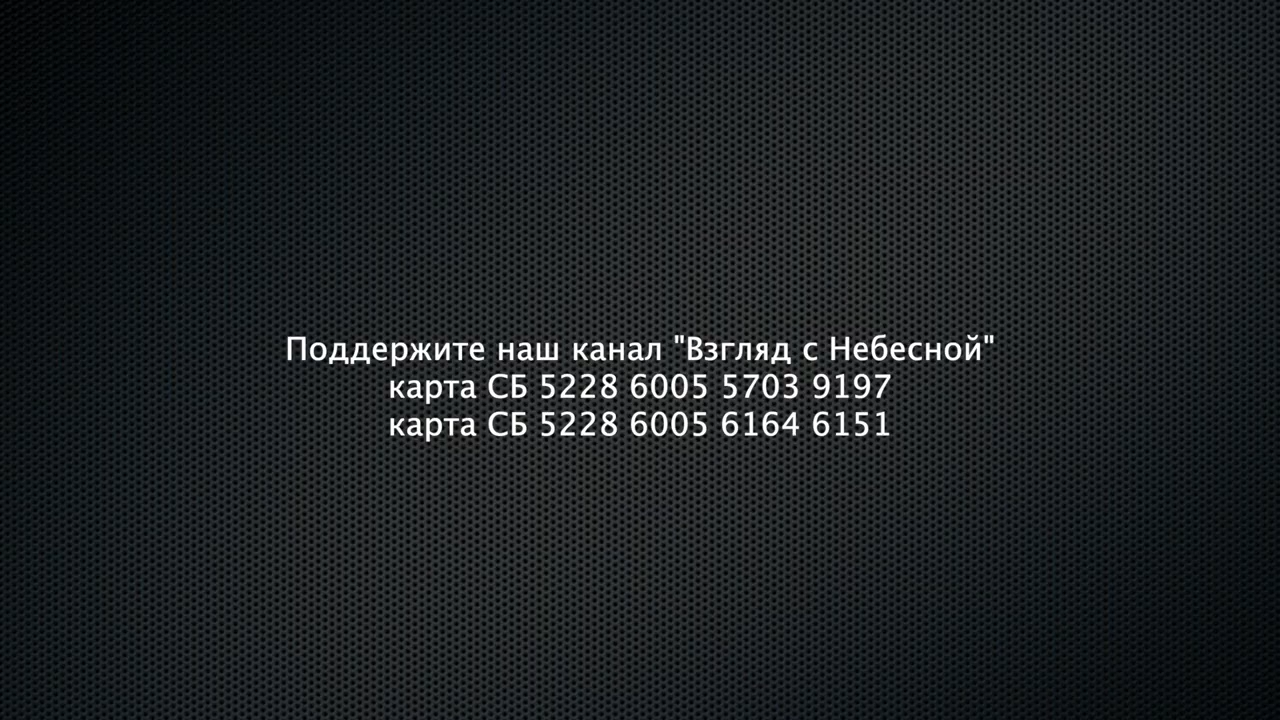 Поддержите наш канал "Взгляд с Небесной"
карта СБ 5228 6005 5703 9197
карта СБ 5228 6005 6164 6151